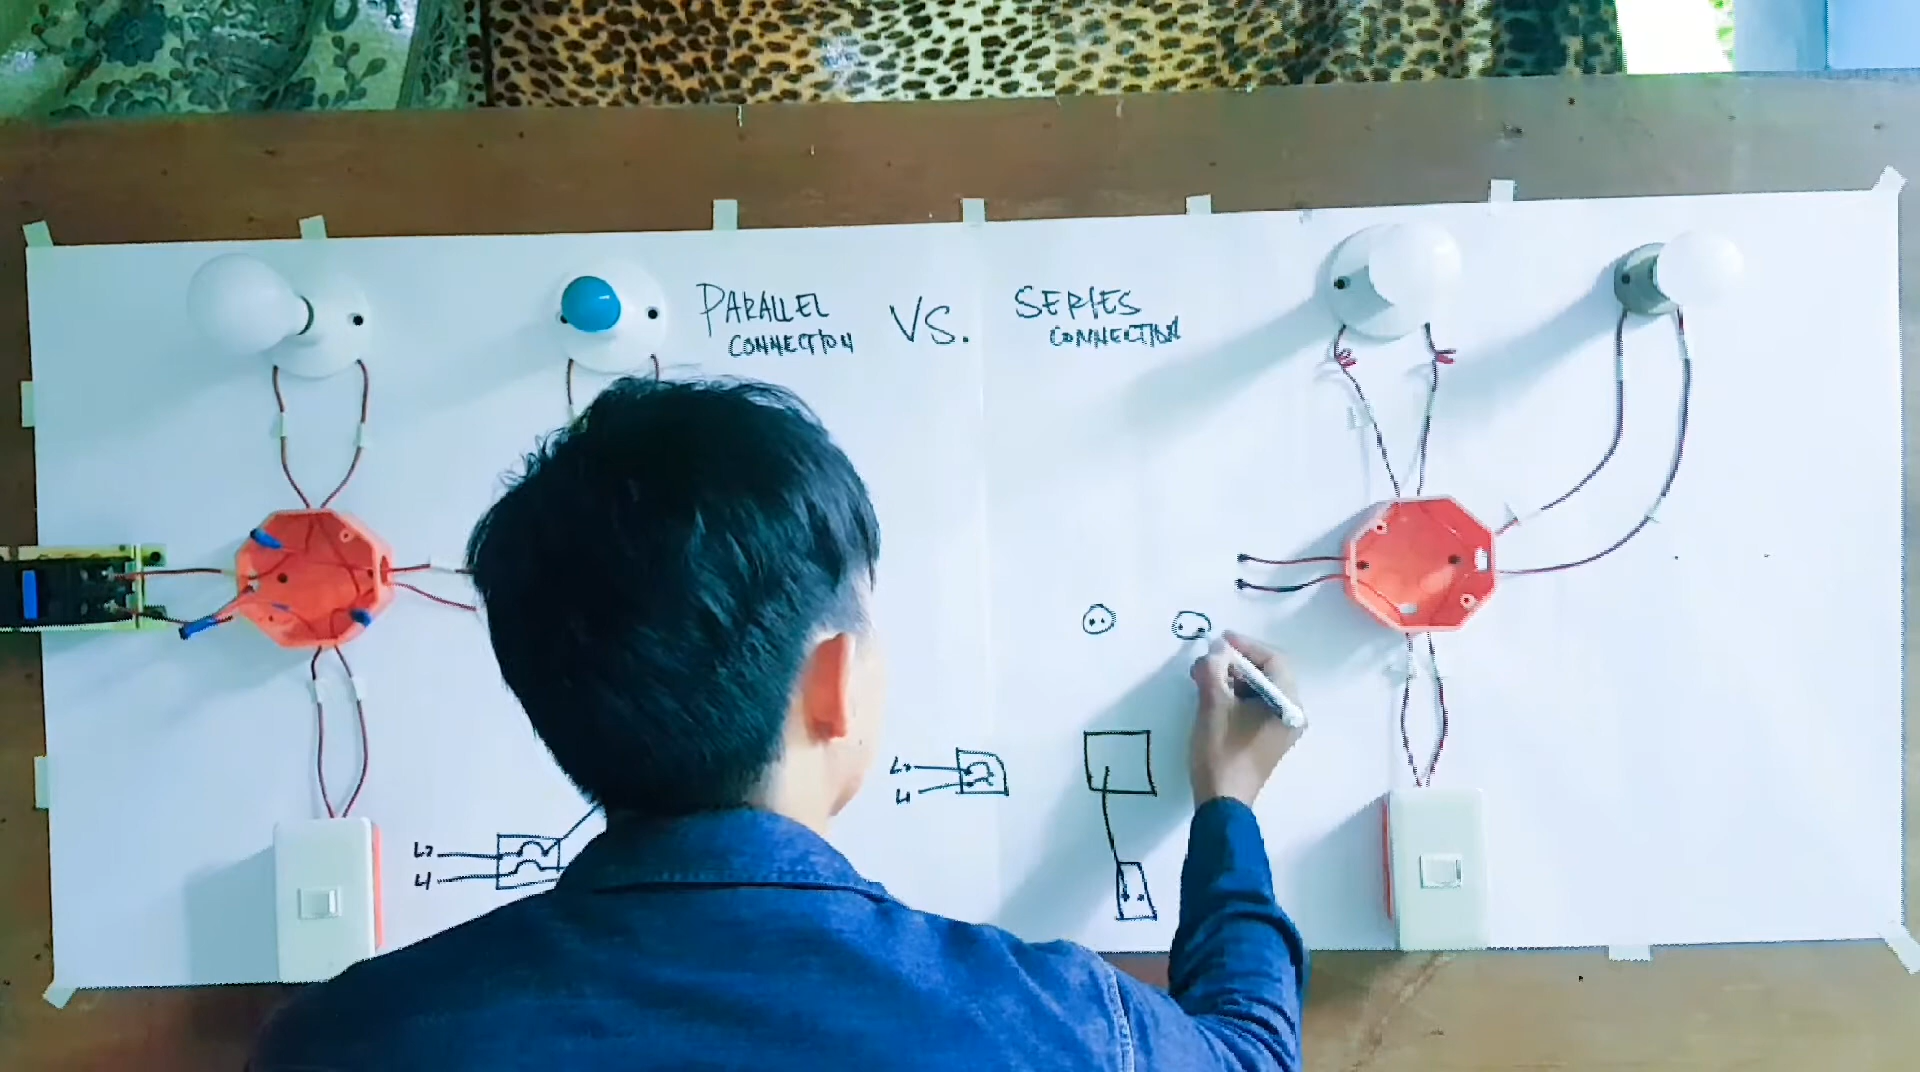 PARALLEL
CONNECTION
VS.
SERIES
CONNECTION
L2
L1
L2
L1